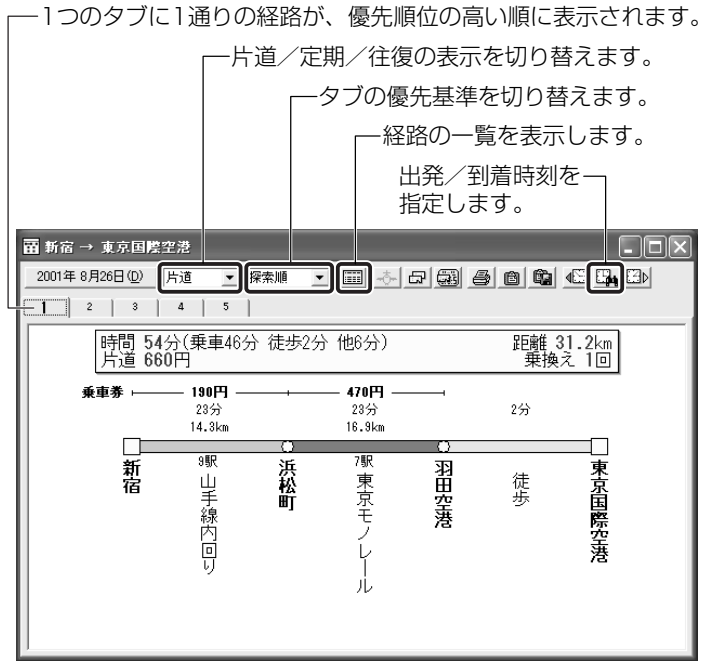 1つのタブに1通りの経路が、優先順位の高い順に表示されます。
片道／定期／往復の表示を切り替えます。
タブの優先基準を切り替えます。
経路の一覧を表示します。
出発／到着時刻を
指定します。
新宿 → 東京国際空港
2001年 8月26日(D) 片道 探索順
1 2 3 4 5
時間 54分(乗車46分 徒歩2分 他6分) 距離 31.2km
片道 660円 乗換え 1回
乗車券 190円 470円
23分 23分 2分
14.3km 16.9km
9駅 7駅
新宿
山手線内回り
浜松町
東京モノレール
羽田空港
徒歩
東京国際空港